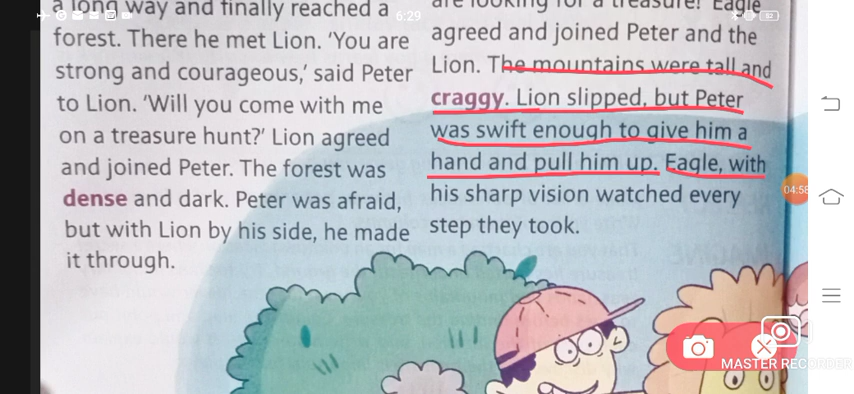 a long way and finally reached a
forest. There he met Lion. ‘You are
strong and courageous,’ said Peter
to Lion. ‘Will you come with me
on a treasure hunt?’ Lion agreed
and joined Peter. The forest was
dense and dark. Peter was afraid,
but with Lion by his side, he made
it through.
are looking for a treasure! Eagle
agreed and joined Peter and the
Lion. The mountains were tall and
craggy. Lion slipped, but Peter
was swift enough to give him a
hand and pull him up. Eagle, with
his sharp vision watched every
step they took.
6:29
04:58
MASTER RECORDER